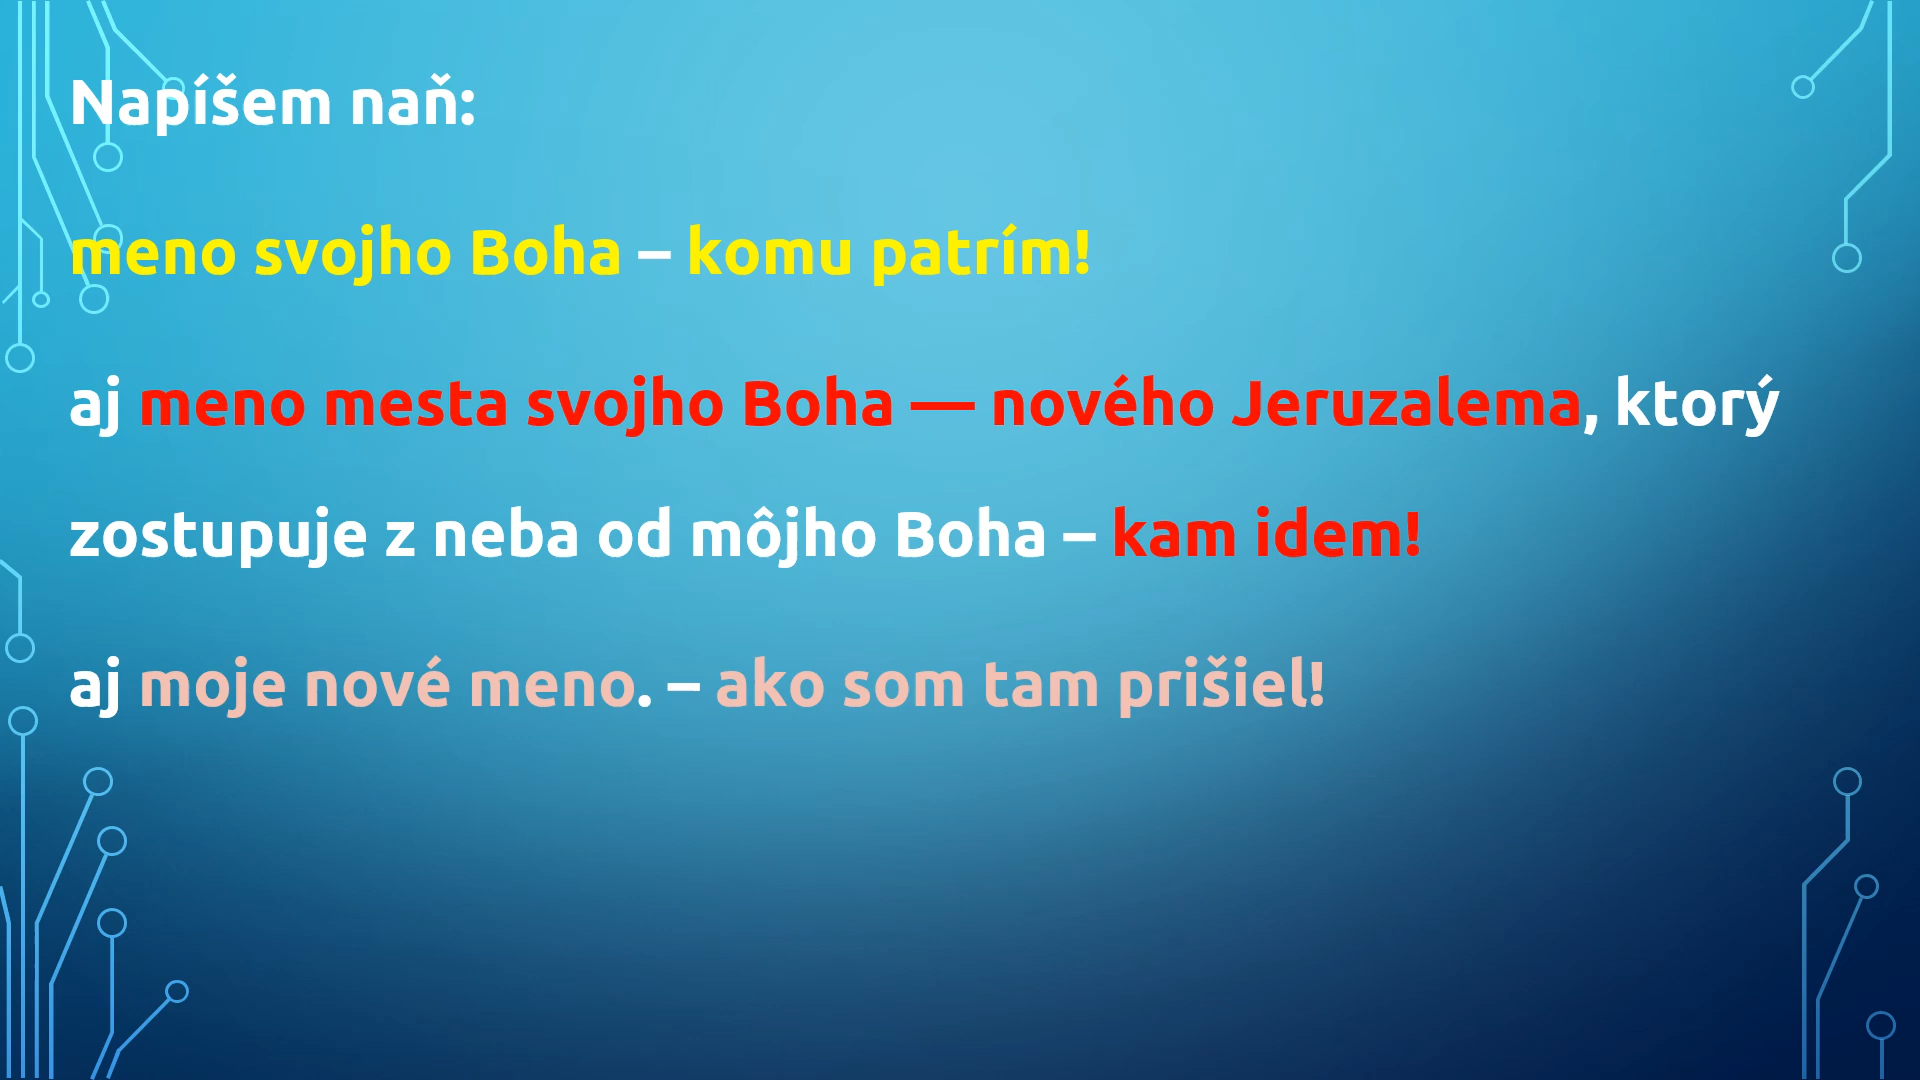 Napíšem naň:
meno svojho Boha – komu patrím!
aj meno mesta svojho Boha — nového Jeruzalema, ktorý
zostupuje z neba od môjho Boha – kam idem!
aj moje nové meno. – ako som tam prišiel!